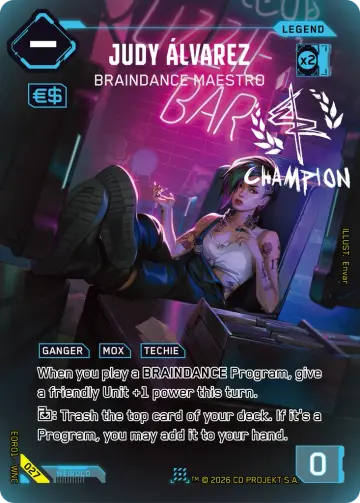 LEGEND
JUDY ÁLVAREZ
x2
BRAINDANCE MAESTRO
€$
BAR
CHAMPION
ILLUST. Envar
GANGER MOX TECHIE
When you play a BRAINDANCE Program, give
a friendly Unit +1 power this turn.
: Trash the top card of your deck. If it's a
Program, you may add it to your hand.
027
WEIRDCO
™ © 2026 CD PROJEKT S.A.
0